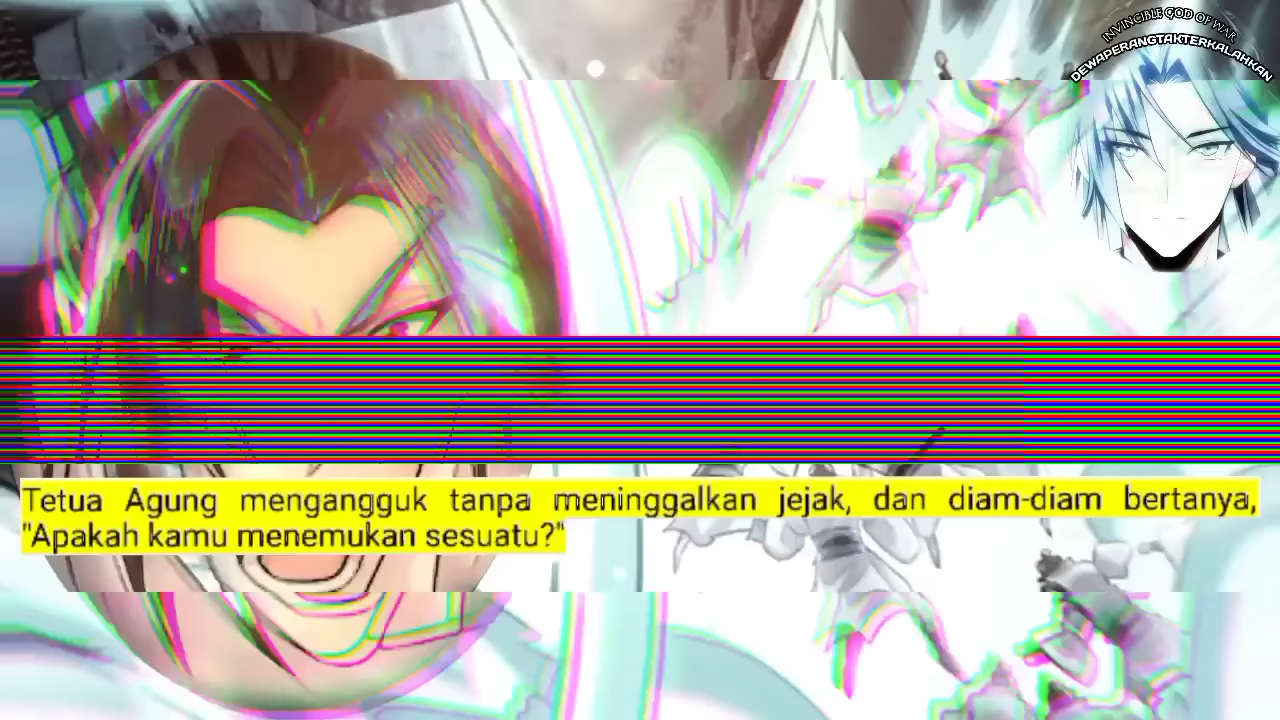 INVINCIBLE GOD OF WAR
DEWAPERANGTAKTERKALAHKAN
Tetua Agung mengangguk tanpa meninggalkan jejak, dan diam-diam bertanya,
"Apakah kamu menemukan sesuatu?"